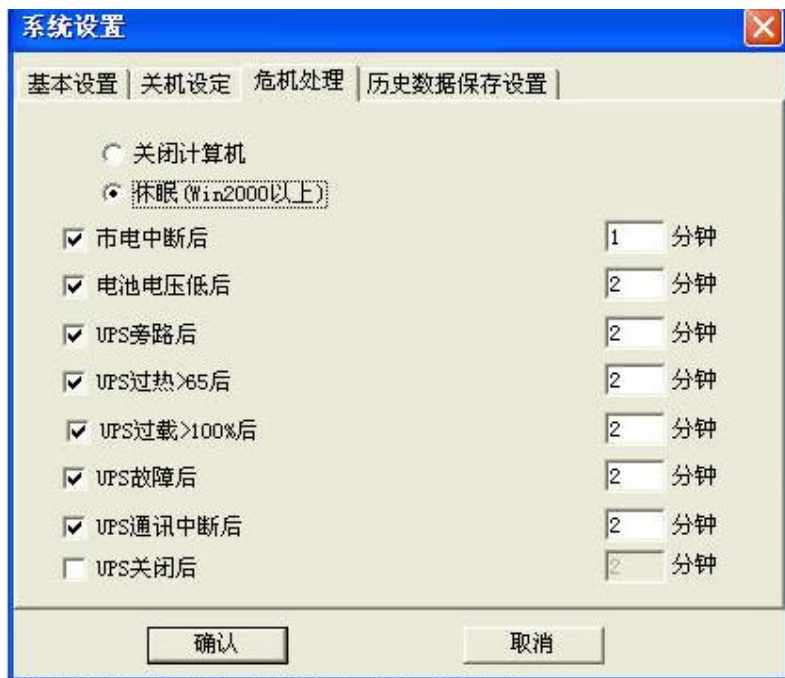 系统设置
基本设置 关机设定 危机处理 历史数据保存设置
关闭计算机
休眠(Win2000以上)
市电中断后 1 分钟
电池电压低后 2 分钟
UPS旁路后 2 分钟
UPS过热>65后 2 分钟
UPS过载>100%后 2 分钟
UPS故障后 2 分钟
UPS通讯中断后 2 分钟
UPS关闭后 2 分钟
确认 取消